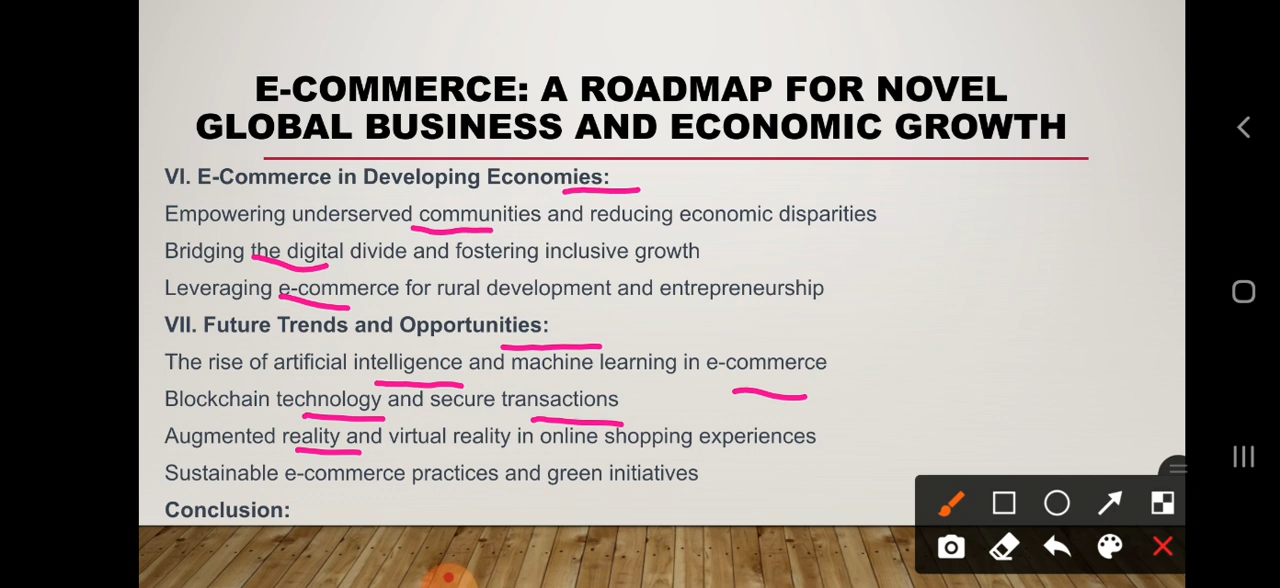 E-COMMERCE: A ROADMAP FOR NOVEL
GLOBAL BUSINESS AND ECONOMIC GROWTH
VI. E-Commerce in Developing Economies:
Empowering underserved communities and reducing economic disparities
Bridging the digital divide and fostering inclusive growth
Leveraging e-commerce for rural development and entrepreneurship
VII. Future Trends and Opportunities:
The rise of artificial intelligence and machine learning in e-commerce
Blockchain technology and secure transactions
Augmented reality and virtual reality in online shopping experiences
Sustainable e-commerce practices and green initiatives
Conclusion: